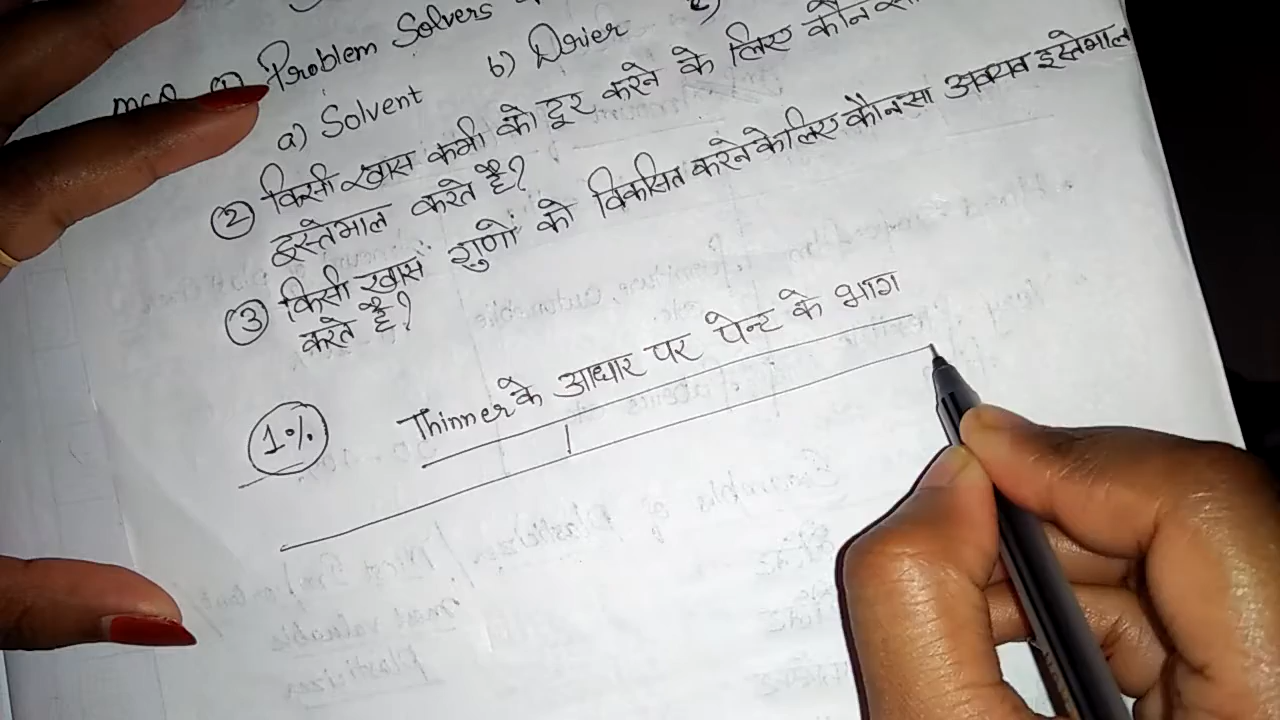 Problem Solvers
a) Solvent b) Drier c)
② किसी खास कमी को दूर करने के लिए कौनसा
इस्तेमाल करते है?
③ किसी खास गुणों को विकसित करने के लिए कौनसा अवयव इस्तेमाल
करते है?
1% Thinner के आधार पर पेन्ट के भाग